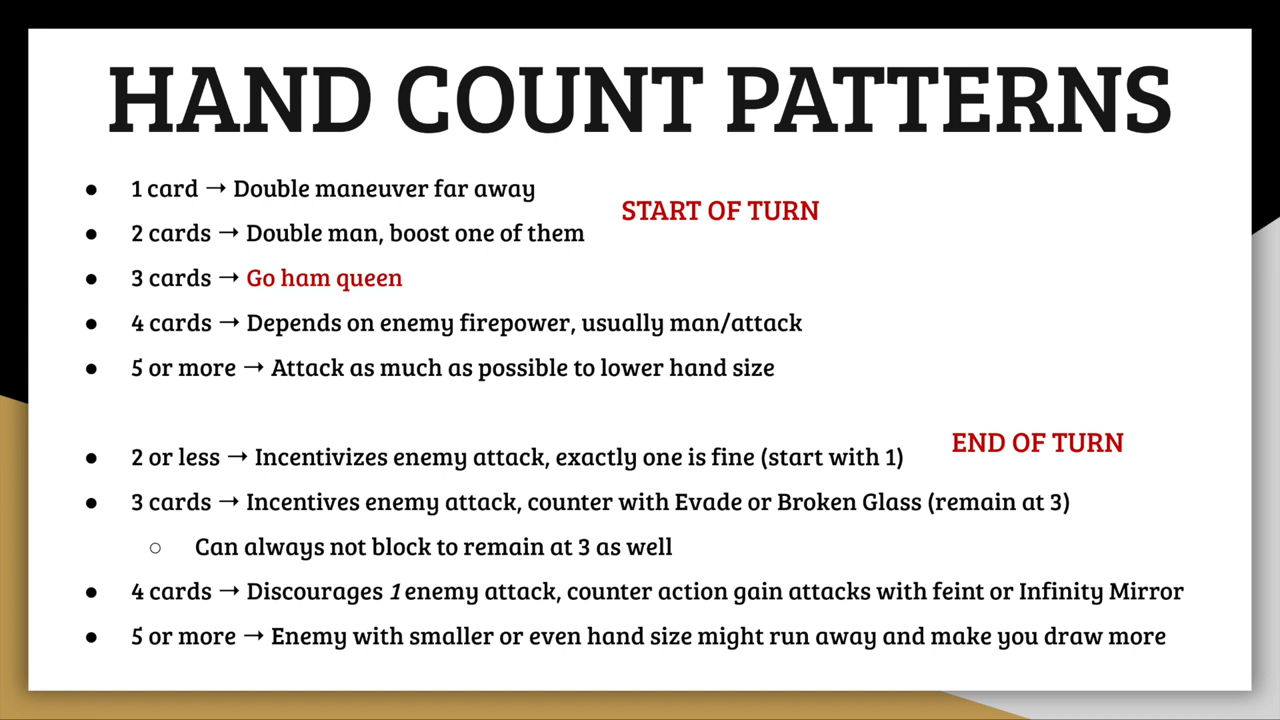 HAND COUNT PATTERNS
● 1 card → Double maneuver far away
START OF TURN
● 2 cards → Double man, boost one of them
● 3 cards → Go ham queen
● 4 cards → Depends on enemy firepower, usually man/attack
● 5 or more → Attack as much as possible to lower hand size
END OF TURN
● 2 or less → Incentivizes enemy attack, exactly one is fine (start with 1)
● 3 cards → Incentives enemy attack, counter with Evade or Broken Glass (remain at 3)
○ Can always not block to remain at 3 as well
● 4 cards → Discourages 1 enemy attack, counter action gain attacks with feint or Infinity Mirror
● 5 or more → Enemy with smaller or even hand size might run away and make you draw more